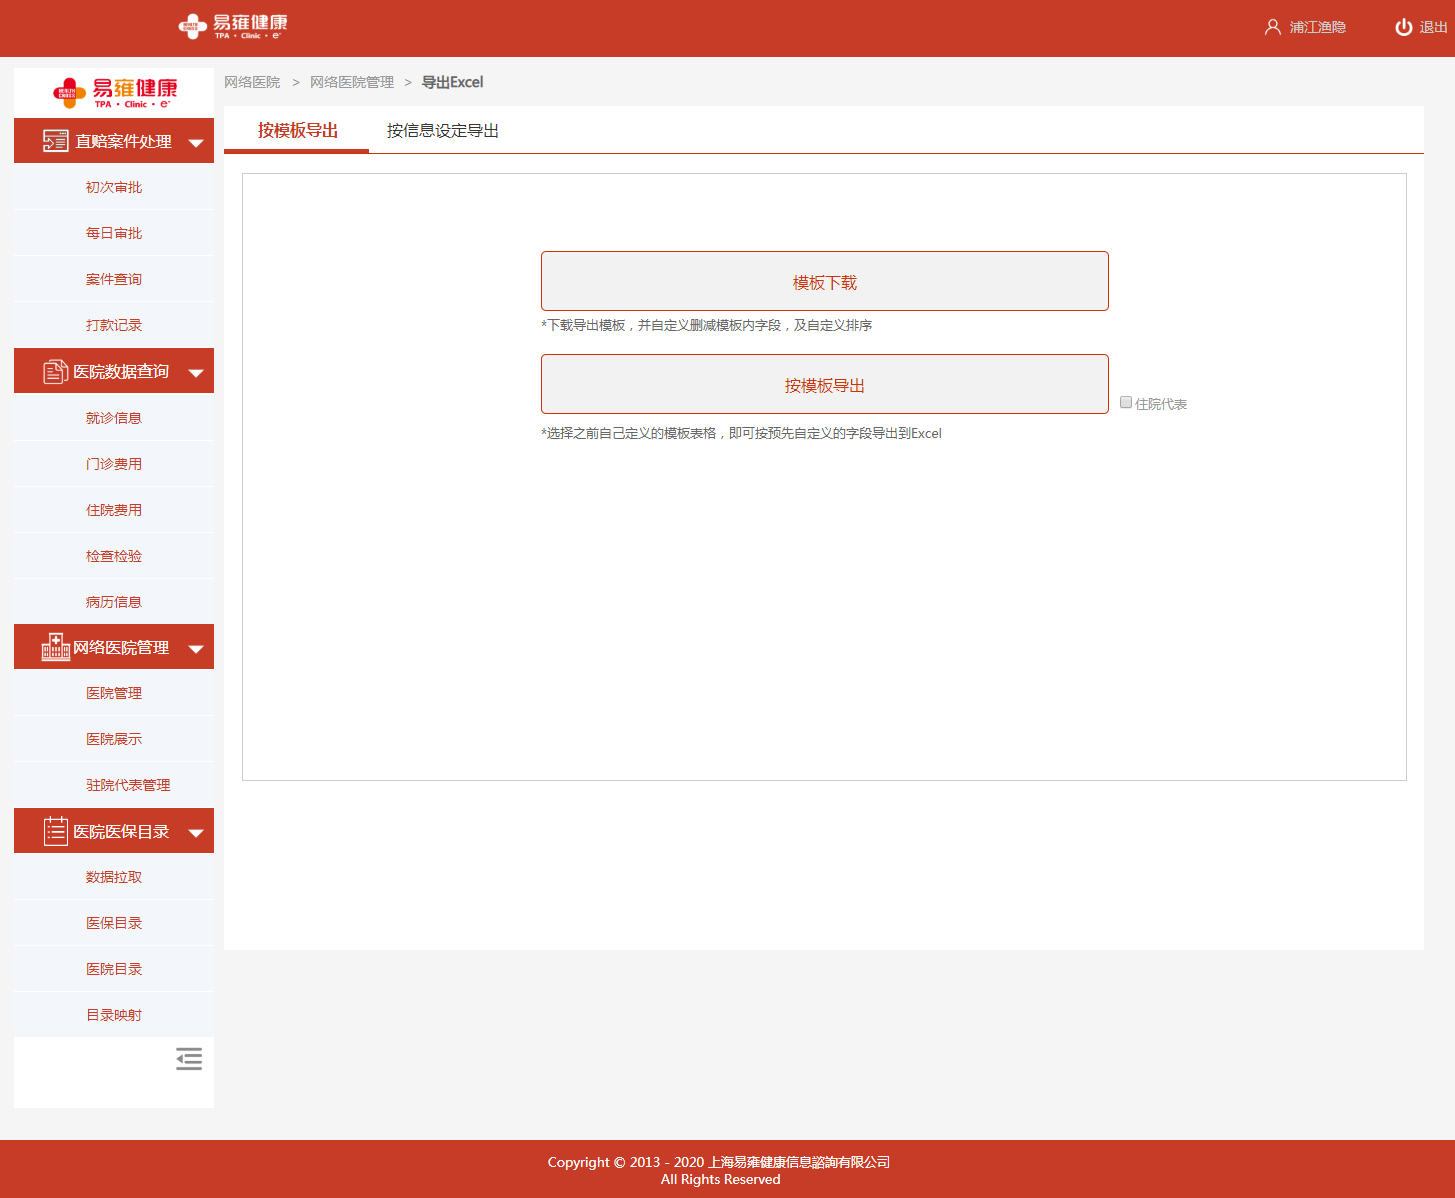 易雍健康
TPA · Clinic · e+
浦江渔隐
退出
易雍健康
TPA · Clinic · e+
网络医院 > 网络医院管理 > 导出Excel
按模板导出
按信息设定导出
直赔案件处理
初次审批
每日审批
案件查询
打款记录
医院数据查询
就诊信息
门诊费用
住院费用
检查检验
病历信息
网络医院管理
医院管理
医院展示
驻院代表管理
医院医保目录
数据拉取
医保目录
医院目录
目录映射
模板下载
*下载导出模板，并自定义删减模板内字段，及自定义排序
按模板导出
住院代表
*选择之前自己定义的模板表格，即可按预先自定义的字段导出到Excel
Copyright © 2013 - 2020 上海易雍健康信息諮詢有限公司
All Rights Reserved